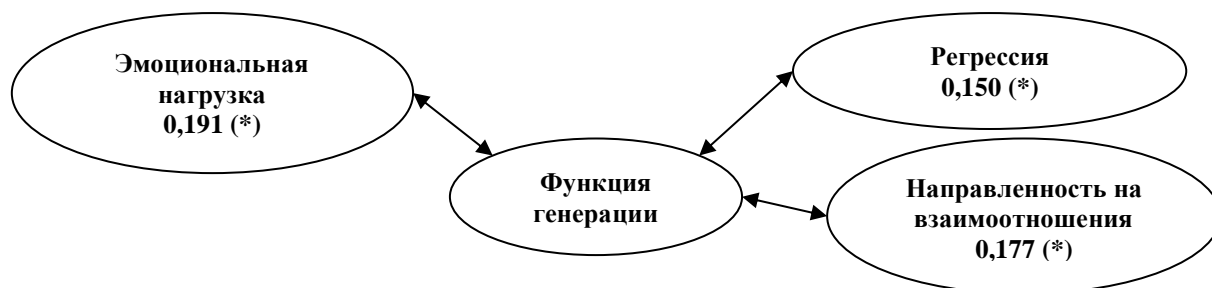 Эмоциональная
нагрузка
0,191 (*)
Регрессия
0,150 (*)
Функция
генерации
Направленность на
взаимоотношения
0,177 (*)